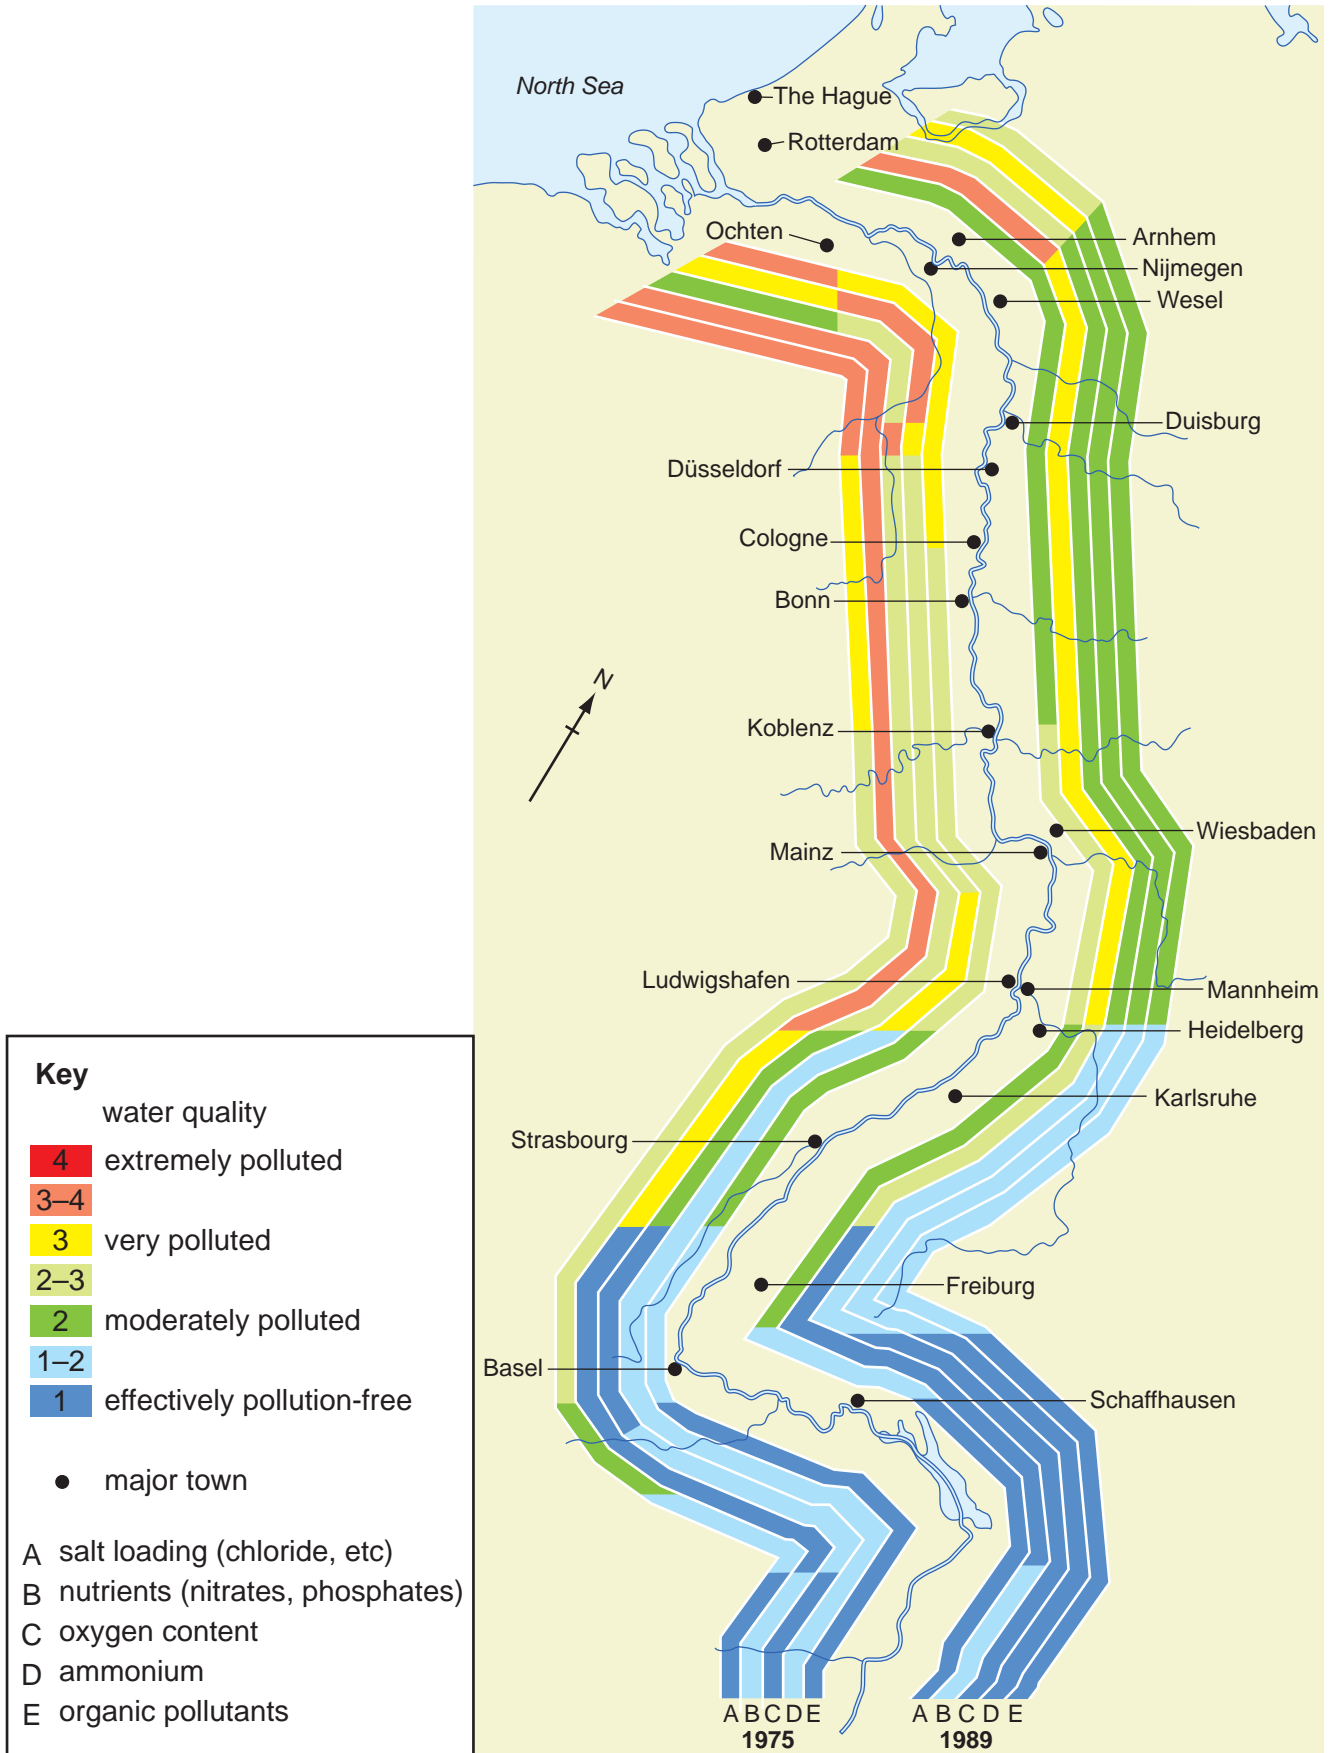 North Sea
The Hague
Rotterdam
Ochten
Arnhem
Nijmegen
Wesel
Duisburg
Düsseldorf
Cologne
Bonn
N
Koblenz
Wiesbaden
Mainz
Ludwigshafen
Mannheim
Heidelberg
Karlsruhe
Strasbourg
Freiburg
Basel
Schaffhausen
Key
water quality
4 extremely polluted
3–4
3 very polluted
2–3
2 moderately polluted
1–2
1 effectively pollution-free
major town
A salt loading (chloride, etc)
B nutrients (nitrates, phosphates)
C oxygen content
D ammonium
E organic pollutants
A B C D E
1975
A B C D E
1989